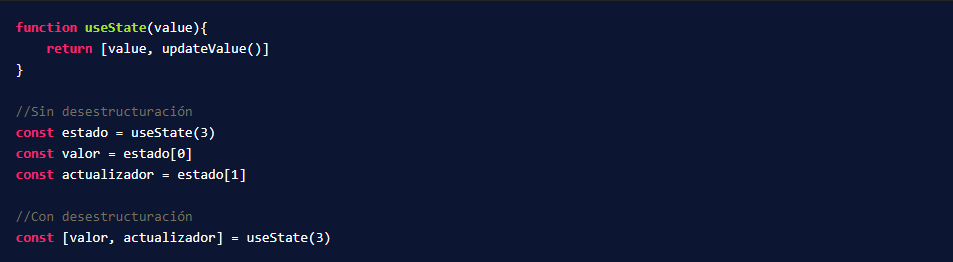 function useState(value){
    return [value, updateValue()]
}

//Sin desestructuración
const estado = useState(3)
const valor = estado[0]
const actualizador = estado[1]

//Con desestructuración
const [valor, actualizador] = useState(3)